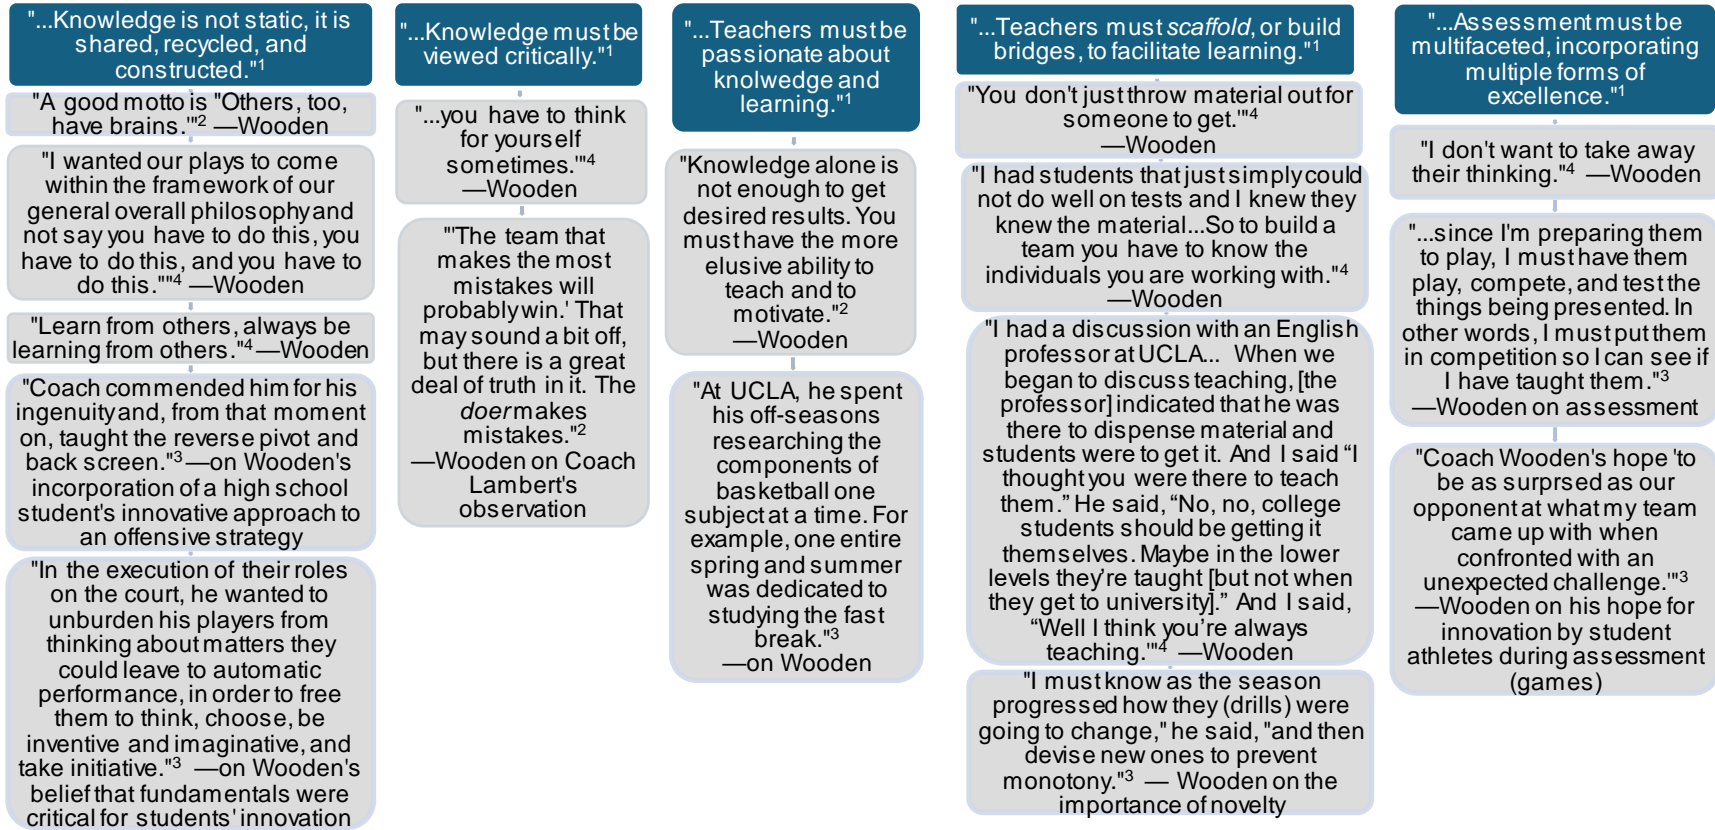 "...Knowledge is not static, it is
shared, recycled, and
constructed."1
"A good motto is "Others, too,
have brains.'"2 —Wooden
"I wanted our plays to come
within the framework of our
general overall philosophy and
not say you have to do this, you
have to do this, and you have to
do this.""4 —Wooden
"Learn from others, always be
learning from others."4 —Wooden
"Coach commended him for his
ingenuity and, from that moment
on, taught the reverse pivot and
back screen."3 —on Wooden's
incorporation of a high school
student's innovative approach to
an offensive strategy
"In the execution of their roles
on the court, he wanted to
unburden his players from
thinking about matters they
could leave to automatic
performance, in order to free
them to think, choose, be
inventive and imaginative, and
take initiative."3 —on Wooden's
belief that fundamentals were
critical for students' innovation
"...Knowledge must be
viewed critically."1
"...you have to think
for yourself
sometimes.'"4
—Wooden
"'The team that
makes the most
mistakes will
probably win.' That
may sound a bit off,
but there is a great
deal of truth in it. The
doer makes
mistakes."2
—Wooden on Coach
Lambert's
observation
"...Teachers must be
passionate about
knolwedge and
learning."1
"Knowledge alone is
not enough to get
desired results. You
must have the more
elusive ability to
teach and to
motivate."2
—Wooden
"At UCLA, he spent
his off-seasons
researching the
components of
basketball one
subject at a time. For
example, one entire
spring and summer
was dedicated to
studying the fast
break."3
—on Wooden
"...Teachers must scaffold, or build
bridges, to facilitate learning."1
"You don't just throw material out for
someone to get.'"4
—Wooden
"I had students that just simply could
not do well on tests and I knew they
knew the material...So to build a
team you have to know the
individuals you are working with."4
—Wooden
"I had a discussion with an English
professor at UCLA... When we
began to discuss teaching, [the
professor] indicated that he was
there to dispense material and
students were to get it. And I said “I
thought you were there to teach
them.” He said, “No, no, college
students should be getting it
themselves. Maybe in the lower
levels they’re taught [but not when
they get to university].” And I said,
“Well I think you’re always
teaching.'"4 —Wooden
"I must know as the season
progressed how they (drills) were
going to change," he said, "and then
devise new ones to prevent
monotony."3 — Wooden on the
importance of novelty
"...Assessment must be
multifaceted, incorporating
multiple forms of
excellence."1
"I don't want to take away
their thinking."4 —Wooden
"...since I'm preparing them
to play, I must have them
play, compete, and test the
things being presented. In
other words, I must put them
in competition so I can see if
I have taught them."3
—Wooden on assessment
"Coach Wooden's hope 'to
be as surprsed as our
opponent at what my team
came up with when
confronted with an
unexpected challenge.'"3
—Wooden on his hope for
innovation by student
athletes during assessment
(games)